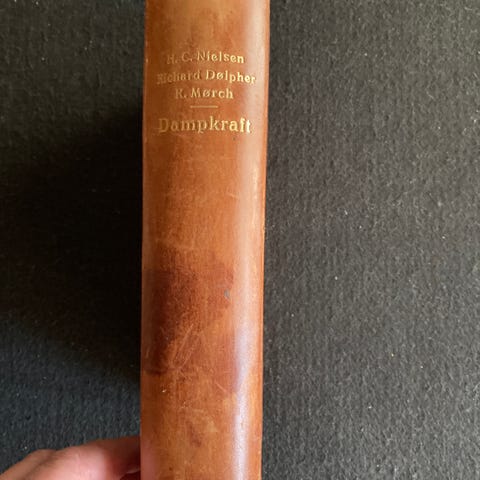 H. C. Nielsen
Richard Dølpher
R. Mørch
Dampkraft